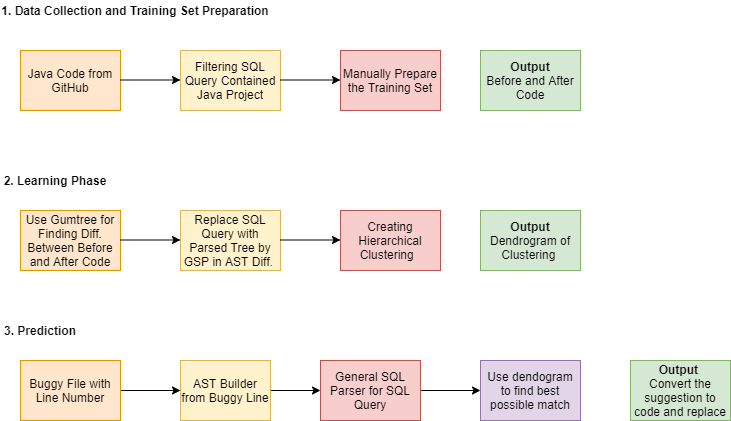 1. Data Collection and Training Set Preparation
Java Code from
GitHub
Filtering SQL
Query Contained
Java Project
Manually Prepare
the Training Set
Output
Before and After
Code
2. Learning Phase
Use Gumtree for
Finding Diff.
Between Before
and After Code
Replace SQL
Query with
Parsed Tree by
GSP in AST Diff.
Creating
Hierarchical
Clustering
Output
Dendrogram of
Clustering
3. Prediction
Buggy File with
Line Number
AST Builder
from Buggy Line
General SQL
Parser for SQL
Query
Use dendogram
to find best
possible match
Output
Convert the
suggestion to
code and replace